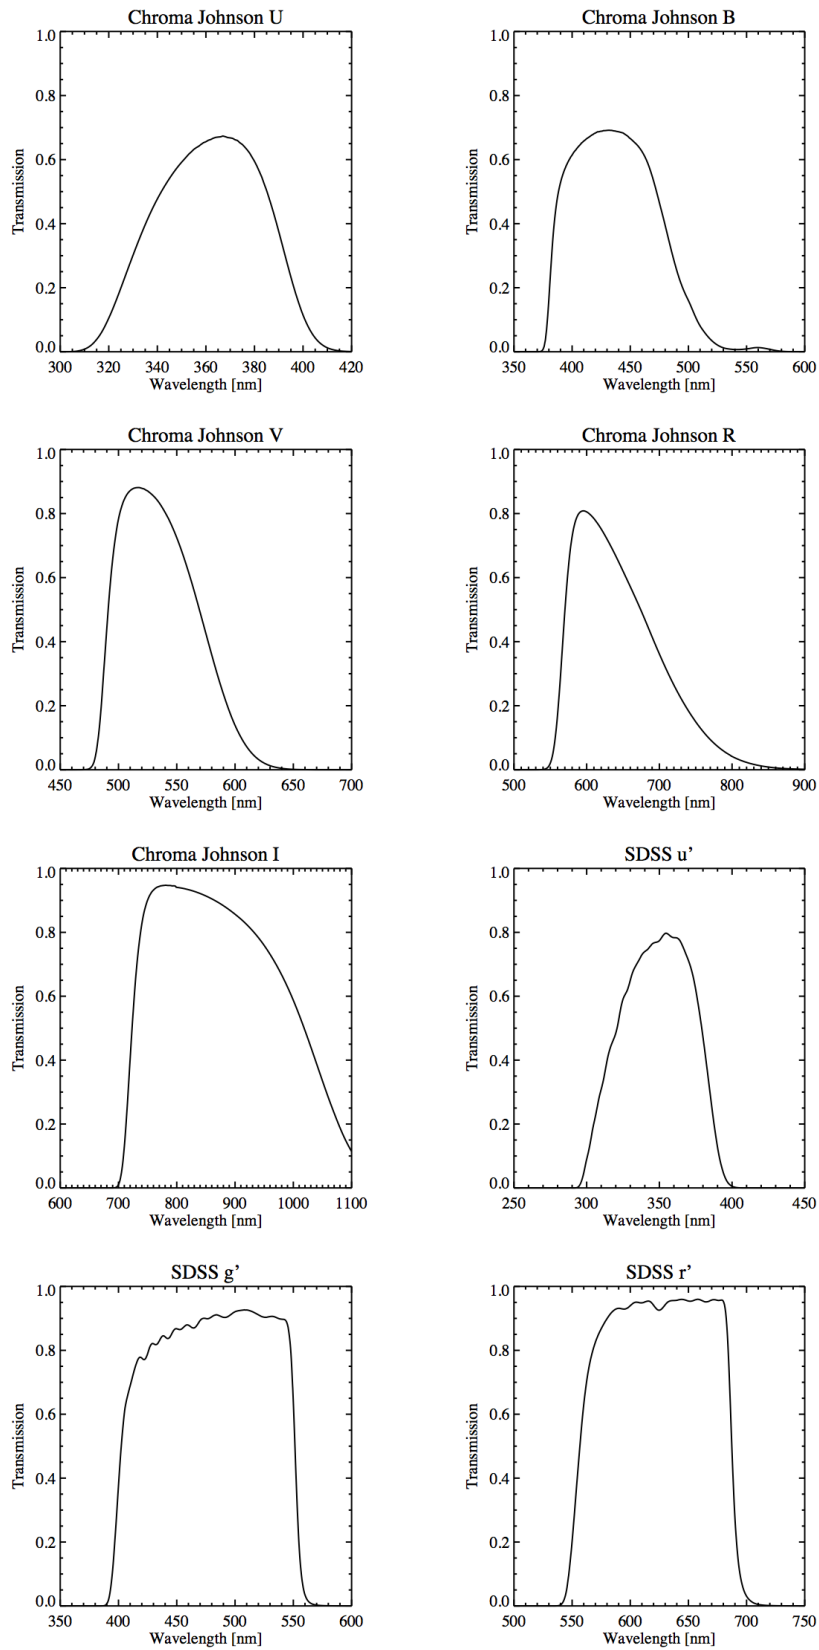 Chroma Johnson U
Chroma Johnson B
1.0
0.8
0.6
0.4
0.2
0.0
Transmission
300 320 340 360 380 400 420
Wavelength [nm]
1.0
0.8
0.6
0.4
0.2
0.0
Transmission
350 400 450 500 550 600
Wavelength [nm]
Chroma Johnson V
Chroma Johnson R
1.0
0.8
0.6
0.4
0.2
0.0
Transmission
450 500 550 600 650 700
Wavelength [nm]
1.0
0.8
0.6
0.4
0.2
0.0
Transmission
500 600 700 800 900
Wavelength [nm]
Chroma Johnson I
SDSS u’
1.0
0.8
0.6
0.4
0.2
0.0
Transmission
600 700 800 900 1000 1100
Wavelength [nm]
1.0
0.8
0.6
0.4
0.2
0.0
Transmission
250 300 350 400 450
Wavelength [nm]
SDSS g’
SDSS r’
1.0
0.8
0.6
0.4
0.2
0.0
Transmission
350 400 450 500 550 600
Wavelength [nm]
1.0
0.8
0.6
0.4
0.2
0.0
Transmission
500 550 600 650 700 750
Wavelength [nm]